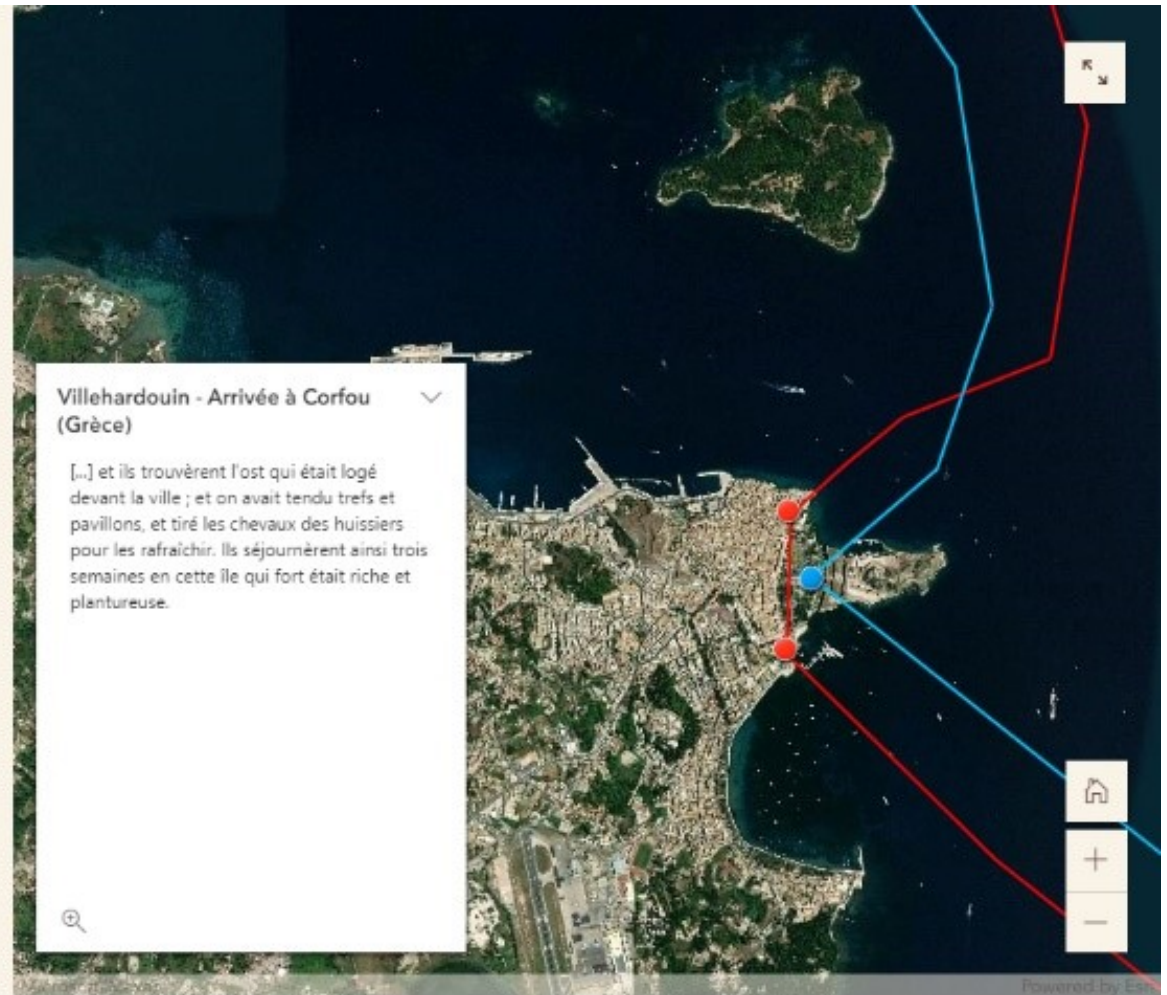 Villehardouin - Arrivée à Corfou
(Grèce)
[...] et ils trouvèrent l'ost qui était logé
devant la ville ; et on avait tendu trefs et
pavillons, et tiré les chevaux des huissiers
pour les rafraîchir. Ils séjournèrent ainsi trois
semaines en cette île qui fort était riche et
plantureuse.
Powered by Esri